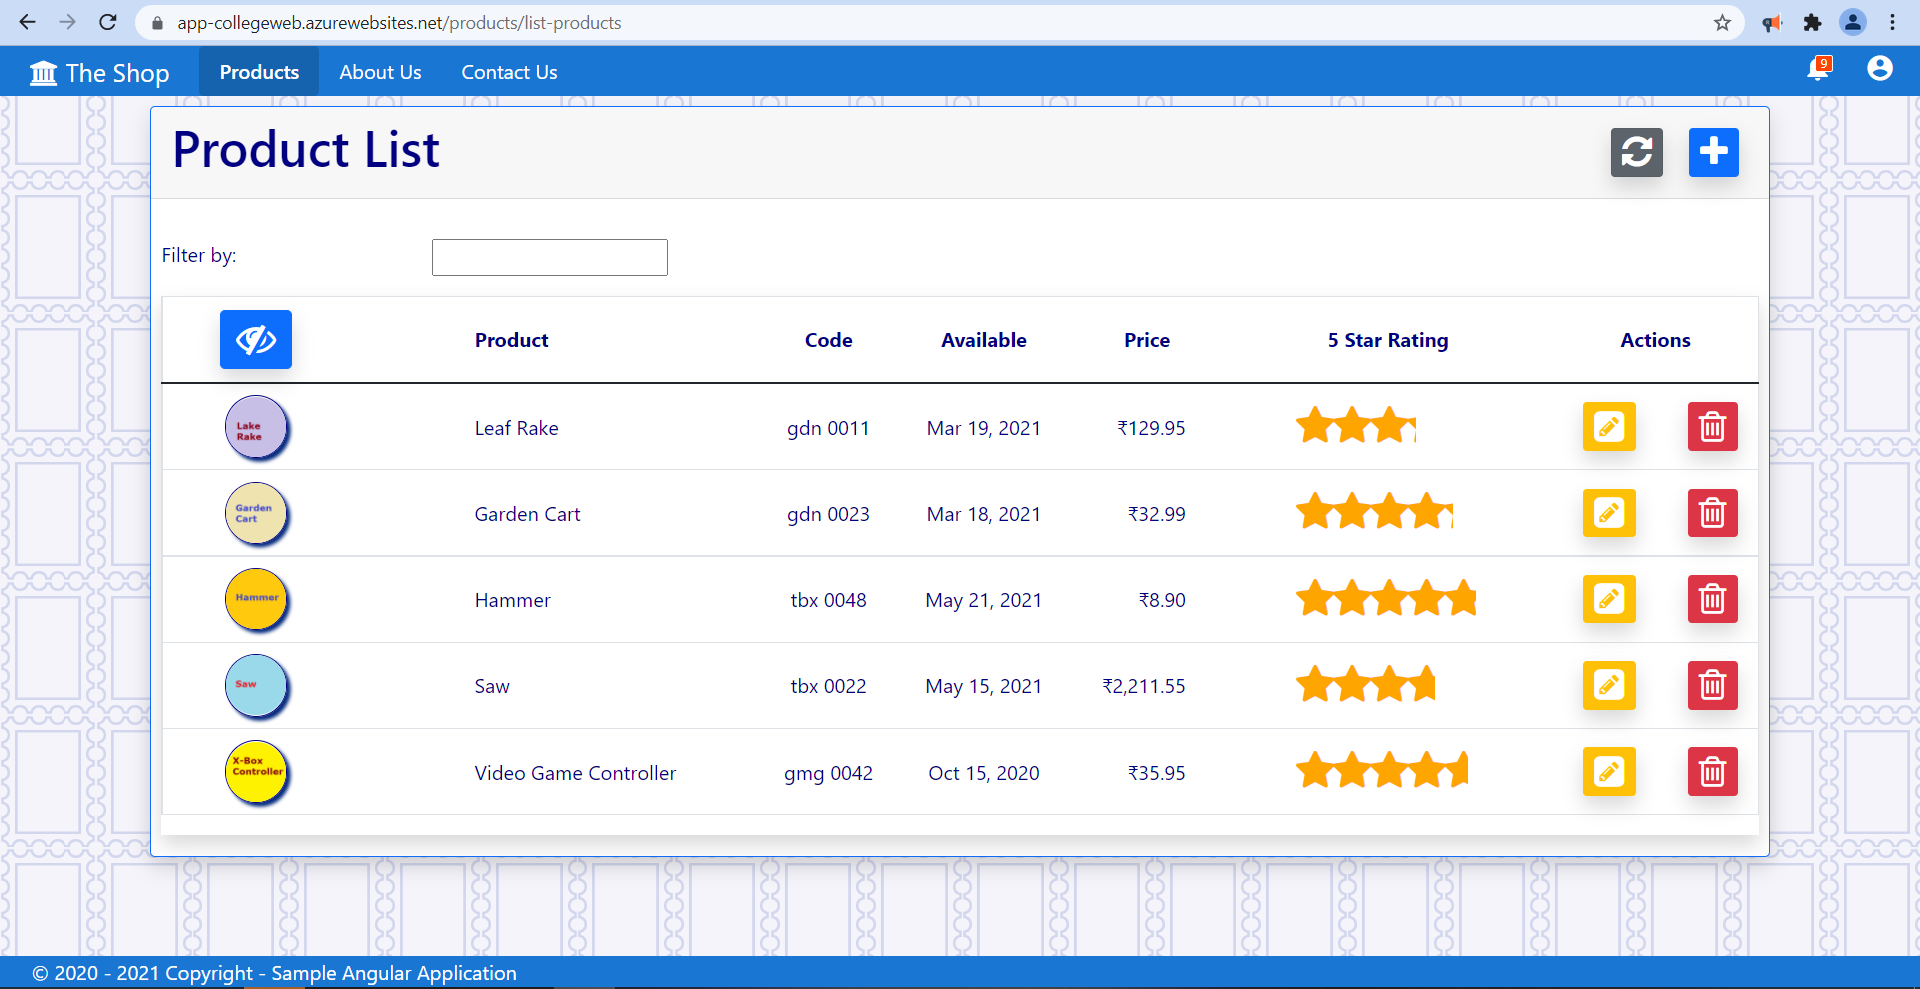 app-collegeweb.azurewebsites.net/products/list-products
The Shop Products About Us Contact Us 9
Product List
Filter by:
Product Code Available Price 5 Star Rating Actions
Lake
Rake
Leaf Rake gdn 0011 Mar 19, 2021 ₹129.95
Garden
Cart
Garden Cart gdn 0023 Mar 18, 2021 ₹32.99
Hammer
Hammer tbx 0048 May 21, 2021 ₹8.90
Saw
Saw tbx 0022 May 15, 2021 ₹2,211.55
X-Box
Controller
Video Game Controller gmg 0042 Oct 15, 2020 ₹35.95
© 2020 - 2021 Copyright - Sample Angular Application